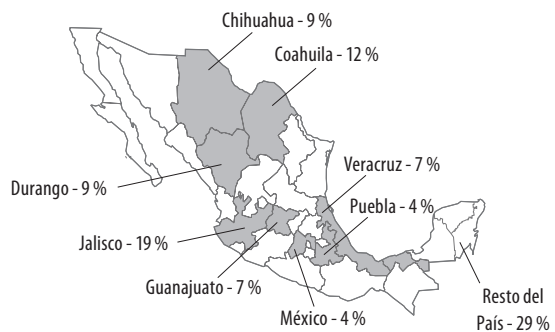 Chihuahua - 9 %
Coahuila - 12 %
Veracruz - 7 %
Durango - 9 %
Puebla - 4 %
Jalisco - 19 %
Guanajuato - 7 %
México - 4 %
Resto del
País - 29 %